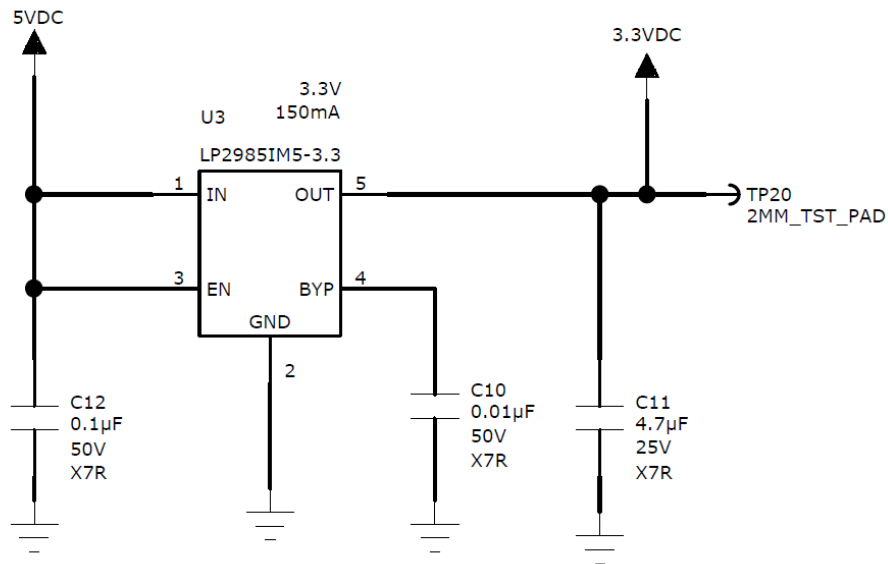 5VDC
3.3VDC
3.3V
150mA
U3
LP2985IM5-3.3
1
IN
OUT
5
TP20
2MM_TST_PAD
3
EN
BYP
4
GND
2
C12
0.1µF
50V
X7R
C10
0.01µF
50V
X7R
C11
4.7µF
25V
X7R